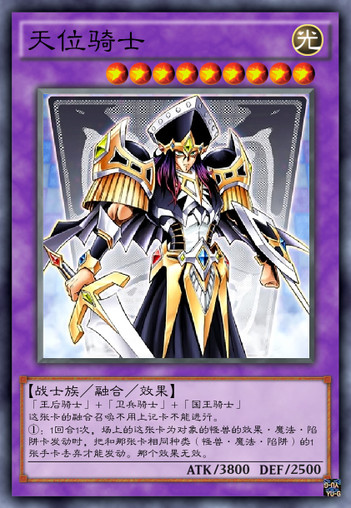 天位骑士
光
【战士族／融合／效果】
「王后骑士」+「卫兵骑士」+「国王骑士」
这张卡的融合召唤不用上记卡不能进行。
①：1回合1次，场上的这张卡为对象的怪兽的效果·魔法·陷
阱卡发动时，把和那张卡相同种类（怪兽·魔法·陷阱）的1
张手卡丢弃才能发动。那个效果无效。
ATK/3800 DEF/2500